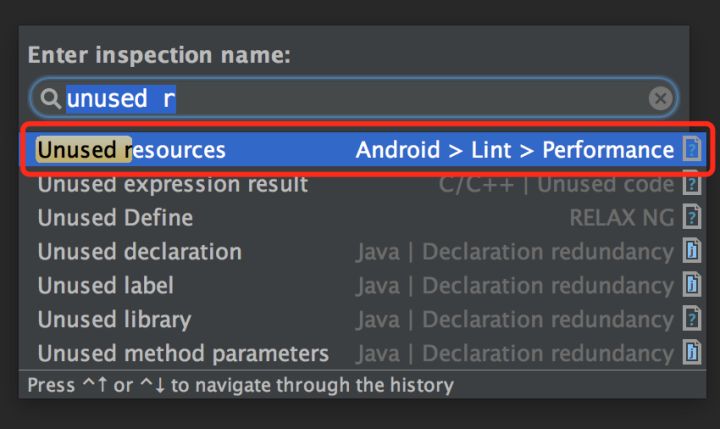 Enter inspection name:
unused r
Unused resources Android > Lint > Performance
Unused expression result C/C++ | Unused code
Unused Define RELAX NG
Unused declaration Java | Declaration redundancy
Unused label Java | Declaration redundancy
Unused library Java | Declaration redundancy
Unused method parameters Java | Declaration redundancy
Press ^↑ or ^↓ to navigate through the history